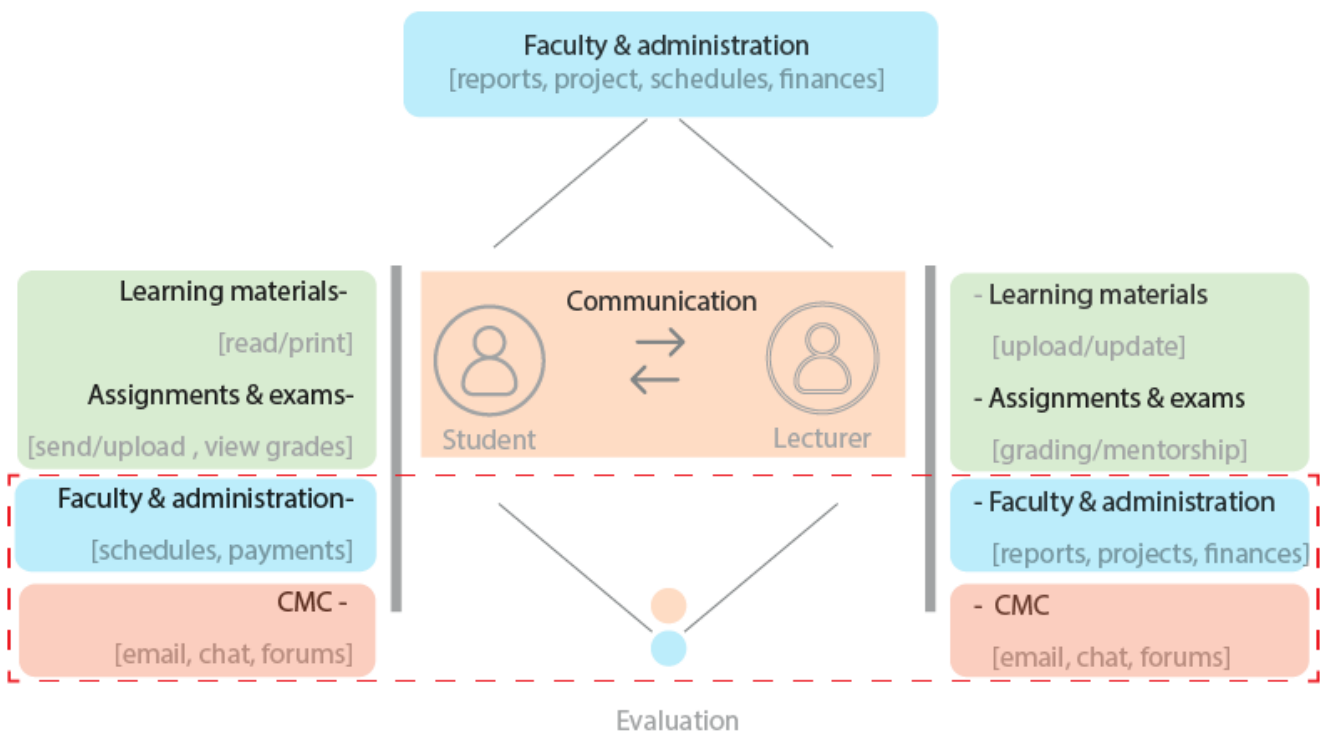 Faculty & administration
[reports, project, schedules, finances]
Learning materials-
[read/print]
Assignments & exams-
[send/upload , view grades]
Faculty & administration-
[schedules, payments]
CMC -
[email, chat, forums]
Communication
Student
Lecturer
- Learning materials
[upload/update]
- Assignments & exams
[grading/mentorship]
- Faculty & administration
[reports, projects, finances]
- CMC
[email, chat, forums]
Evaluation